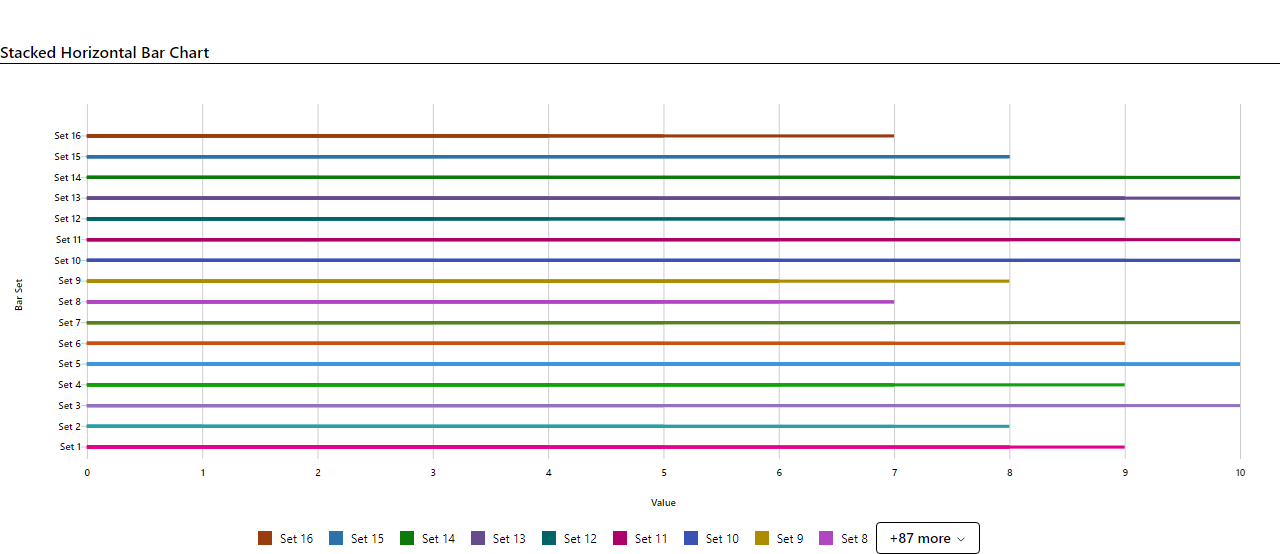 Stacked Horizontal Bar Chart
Bar Set
Set 16
Set 15
Set 14
Set 13
Set 12
Set 11
Set 10
Set 9
Set 8
Set 7
Set 6
Set 5
Set 4
Set 3
Set 2
Set 1
0 1 2 3 4 5 6 7 8 9 10
Value
Set 16 Set 15 Set 14 Set 13 Set 12 Set 11 Set 10 Set 9 Set 8 +87 more